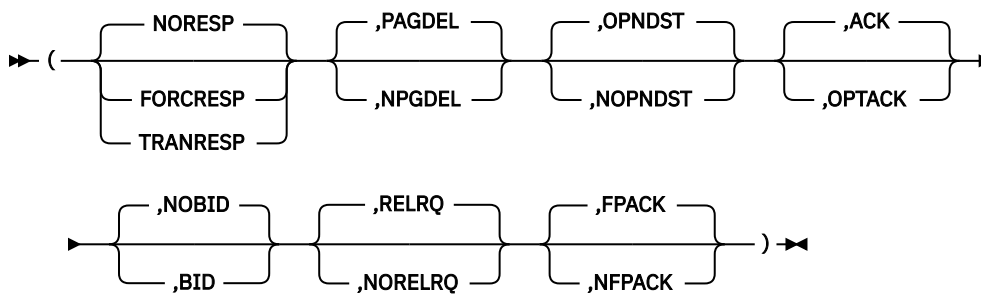 NORESP ,PAGDEL ,OPNDST ,ACK
(
FORCRESP ,NPGDEL ,NOPNDST ,OPTACK
TRANRESP
,NOBID ,RELRQ ,FPACK
)
,BID ,NORELRQ ,NFPACK